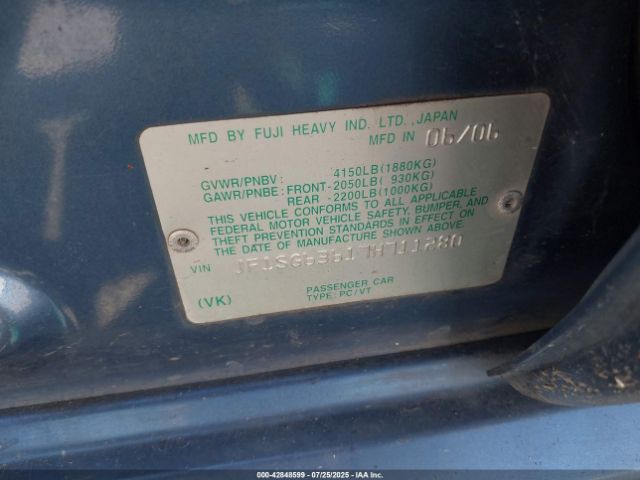 MFD BY FUJI HEAVY IND. LTD., JAPAN
MFD IN 06/06
GVWR/PNBV: 4150LB(1880KG)
GAWR/PNBE: FRONT-2050LB( 930KG)
REAR -2200LB(1000KG)
THIS VEHICLE CONFORMS TO ALL APPLICABLE
FEDERAL MOTOR VEHICLE SAFETY, BUMPER, AND
THEFT PREVENTION STANDARDS IN EFFECT ON
THE DATE OF MANUFACTURE SHOWN ABOVE.
VIN JF1SG63617H711280
PASSENGER CAR
(VK) TYPE: PC/VT
000-42848599 - 07/25/2025 - IAAI.com